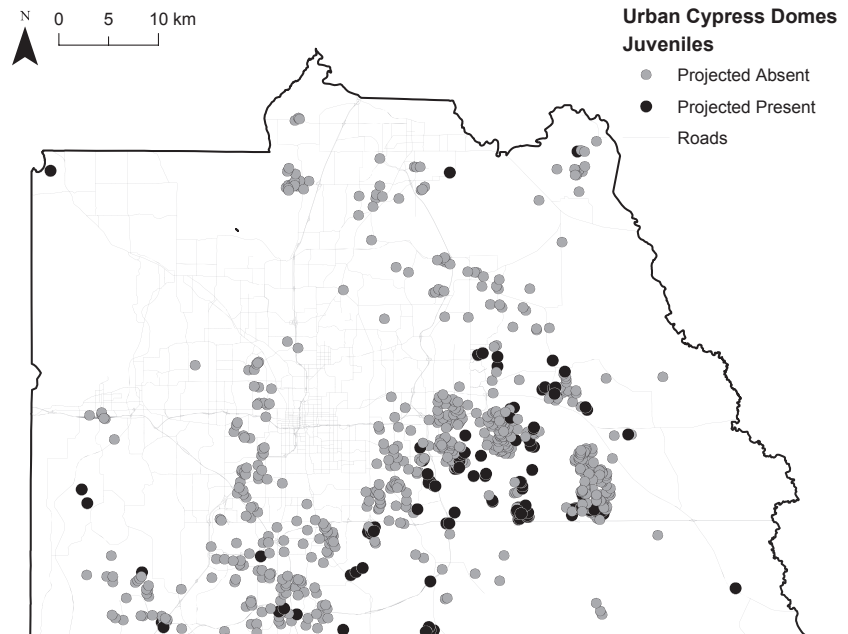 N
0 5 10 km
Urban Cypress Domes
Juveniles
Projected Absent
Projected Present
Roads